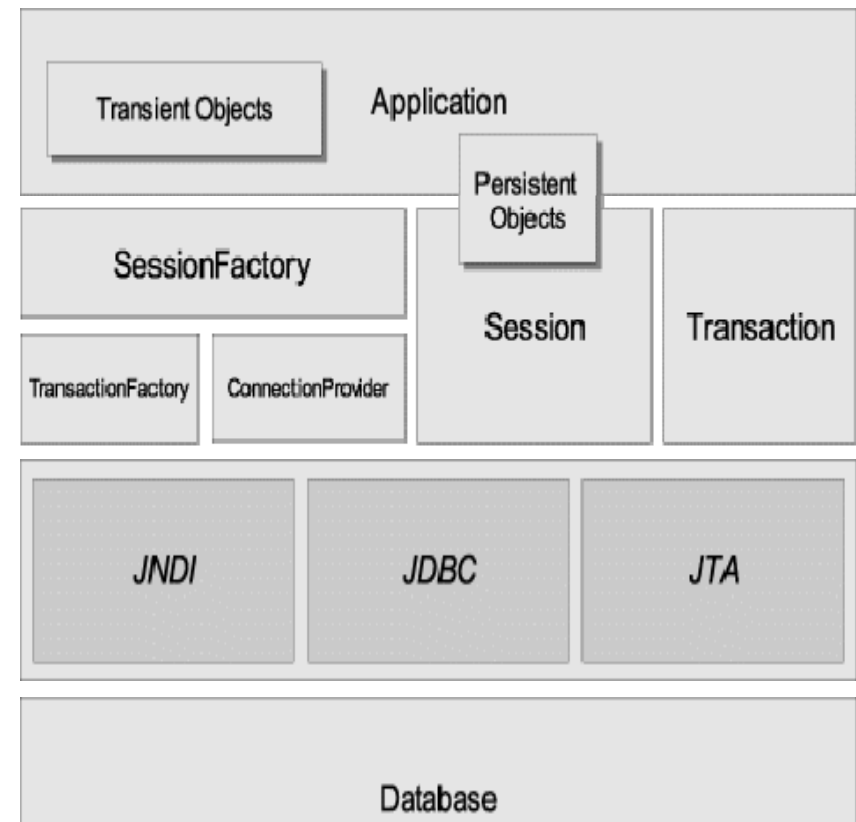 Transient Objects
Application
Persistent
Objects
SessionFactory
Session
Transaction
TransactionFactory
ConnectionProvider
JNDI
JDBC
JTA
Database